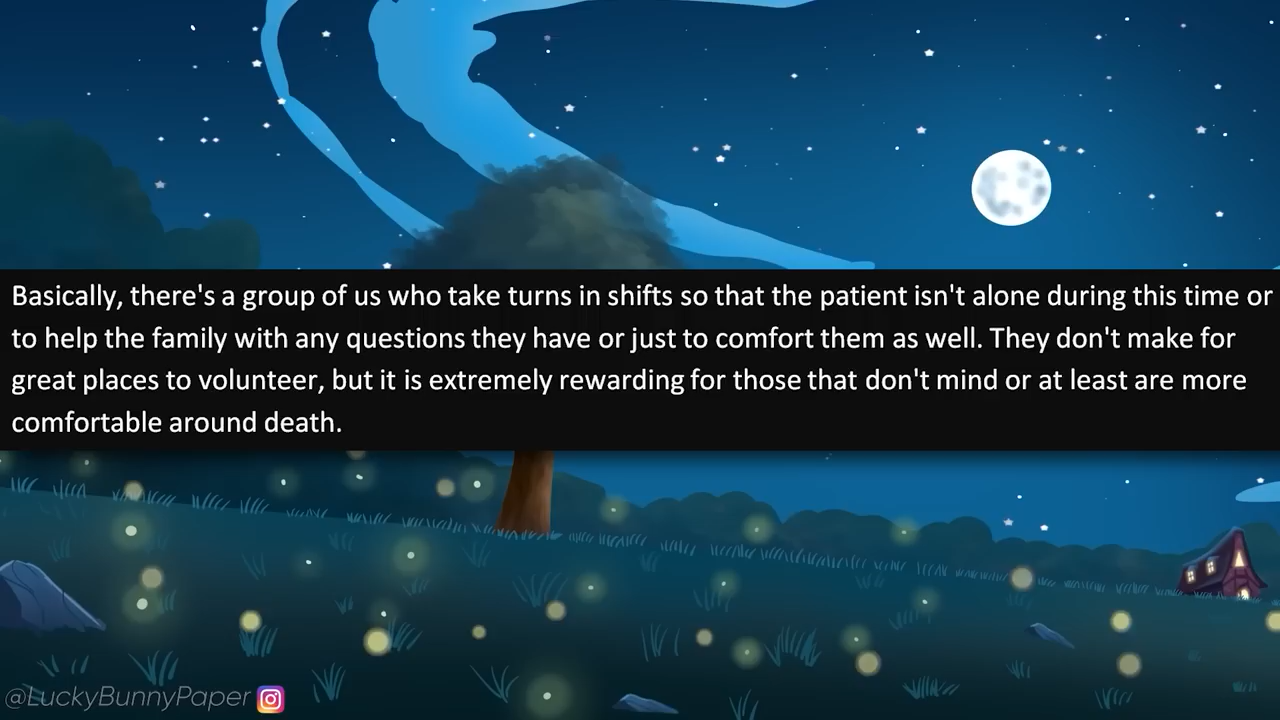 Basically, there's a group of us who take turns in shifts so that the patient isn't alone during this time or
to help the family with any questions they have or just to comfort them as well. They don't make for
great places to volunteer, but it is extremely rewarding for those that don't mind or at least are more
comfortable around death.
@LuckyBunnyPaper